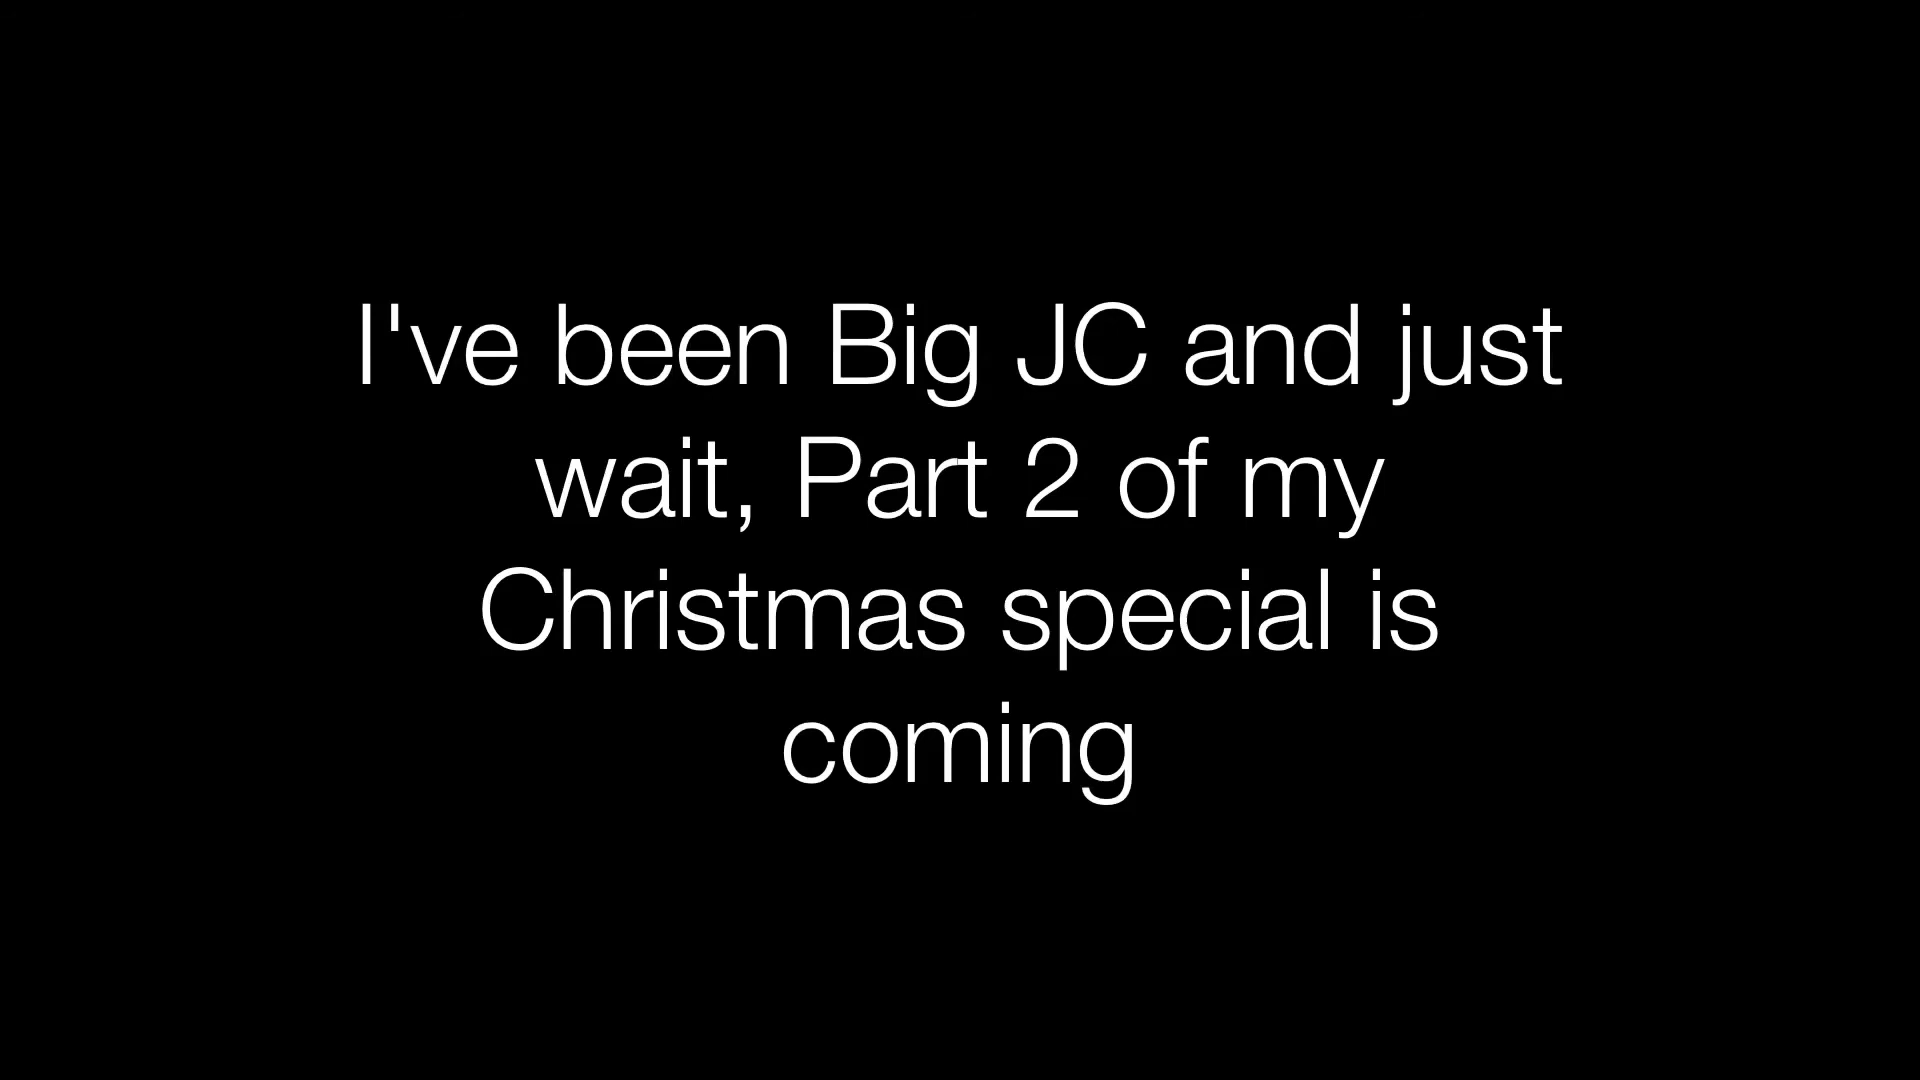 I've been Big JC and just
wait, Part 2 of my
Christmas special is
coming